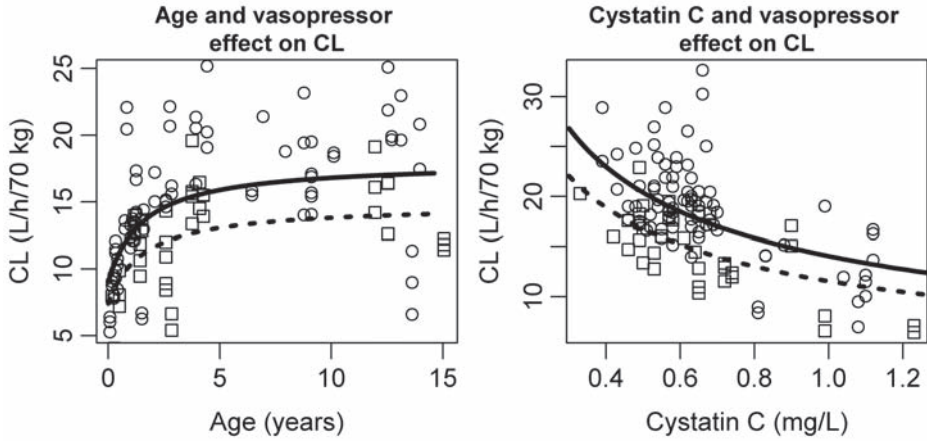 Age and vasopressor
effect on CL
CL (L/h/70 kg)
25
20
15
10
5
0
5
10
15
Age (years)
Cystatin C and vasopressor
effect on CL
CL (L/h/70 kg)
30
20
10
0.4
0.6
0.8
1.0
1.2
Cystatin C (mg/L)